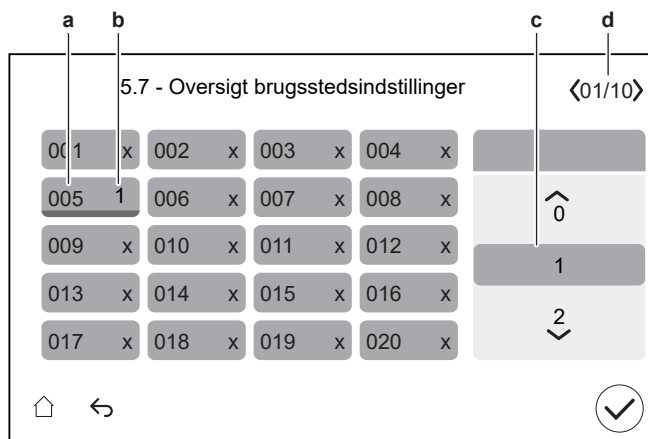 a b c d
5.7 - Oversigt brugsstedsindstillinger 01/10
001 x 002 x 003 x 004 x
005 1 006 x 007 x 008 x
0
009 x 010 x 011 x 012 x
1
013 x 014 x 015 x 016 x
2
017 x 018 x 019 x 020 x